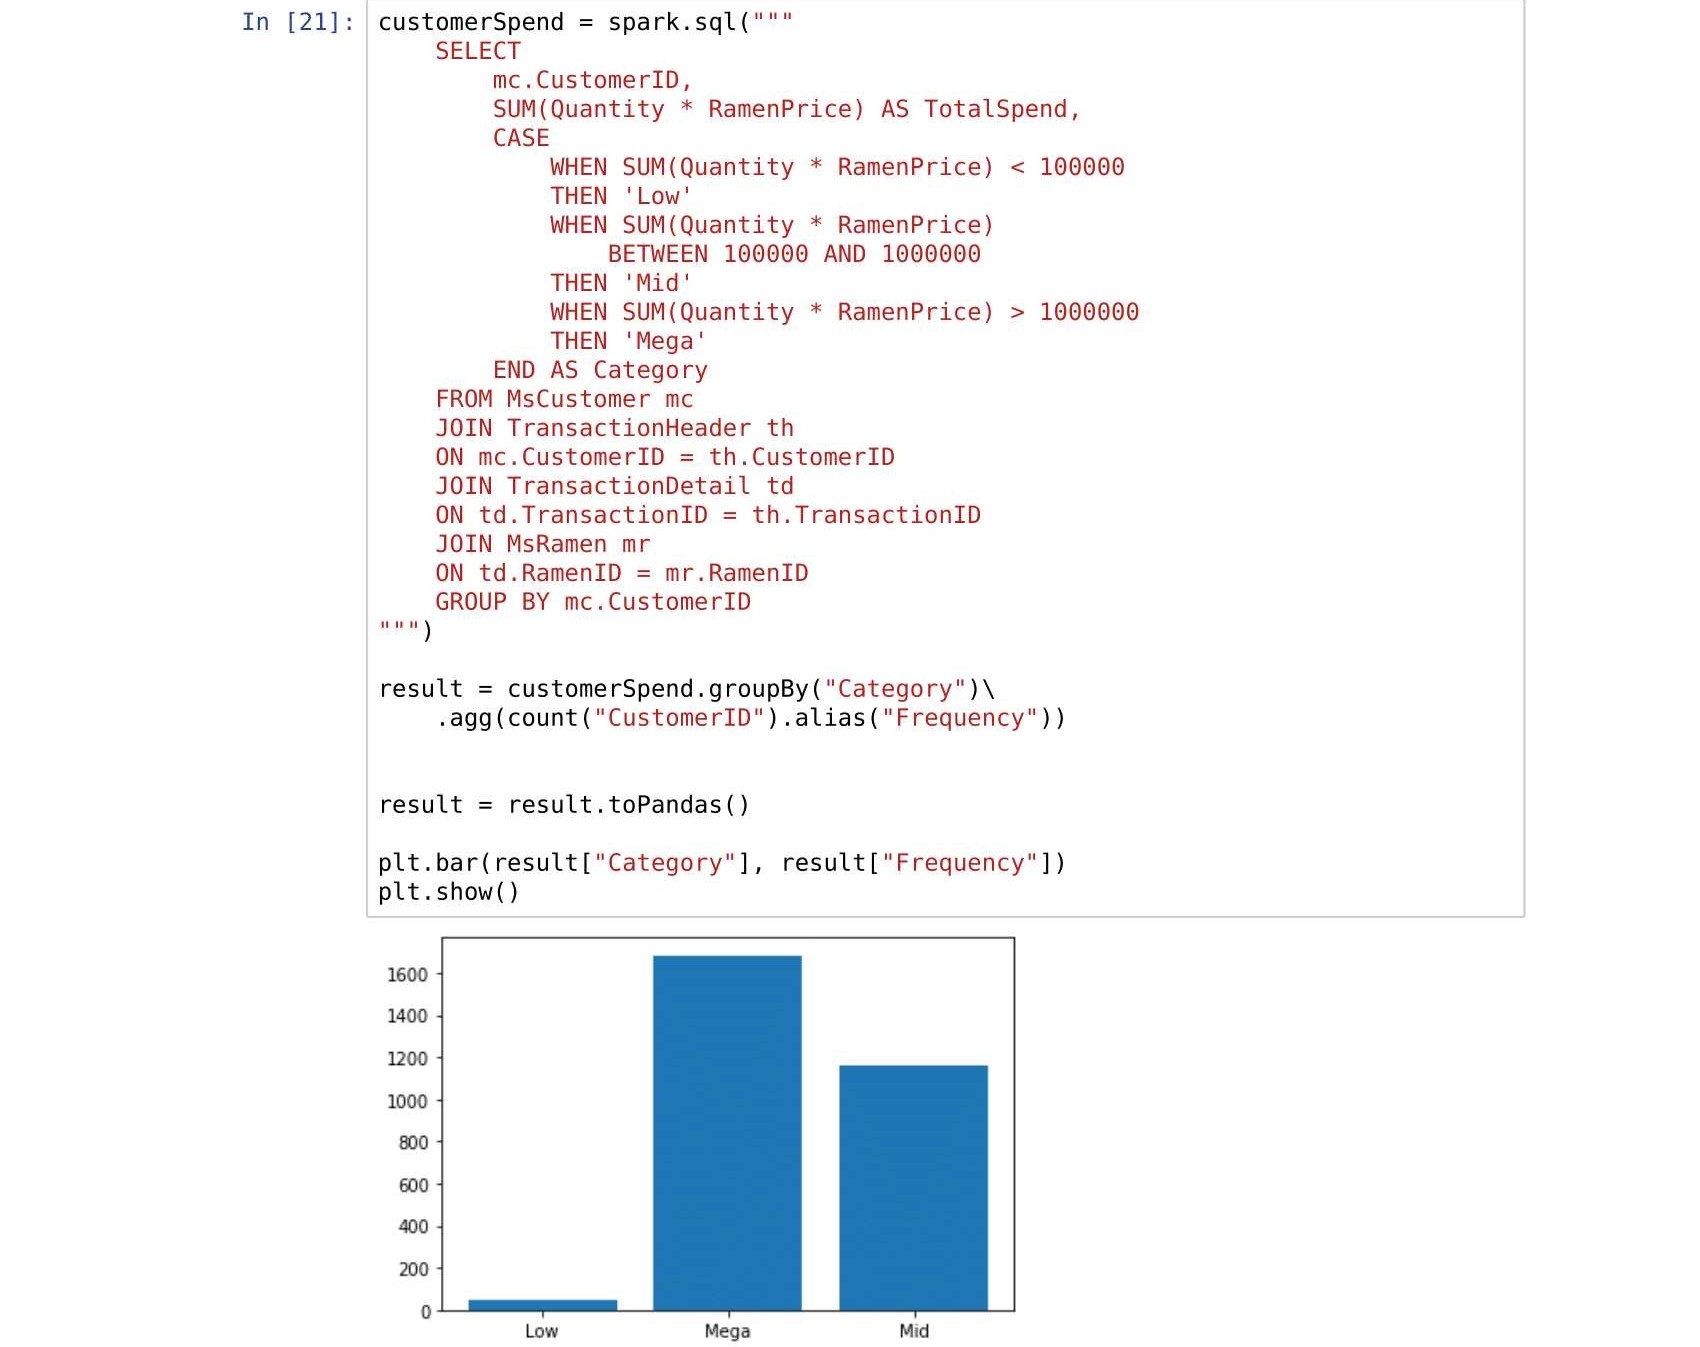 In [21]: customerSpend = spark.sql("""
    SELECT
        mc.CustomerID,
        SUM(Quantity * RamenPrice) AS TotalSpend,
        CASE
            WHEN SUM(Quantity * RamenPrice) < 100000
            THEN 'Low'
            WHEN SUM(Quantity * RamenPrice)
                BETWEEN 100000 AND 1000000
            THEN 'Mid'
            WHEN SUM(Quantity * RamenPrice) > 1000000
            THEN 'Mega'
        END AS Category
    FROM MsCustomer mc
    JOIN TransactionHeader th
    ON mc.CustomerID = th.CustomerID
    JOIN TransactionDetail td
    ON td.TransactionID = th.TransactionID
    JOIN MsRamen mr
    ON td.RamenID = mr.RamenID
    GROUP BY mc.CustomerID
""")
result = customerSpend.groupBy("Category")\
    .agg(count("CustomerID").alias("Frequency"))
result = result.toPandas()
plt.bar(result["Category"], result["Frequency"])
plt.show()
1600
1400
1200
1000
800
600
400
200
0
Low Mega Mid